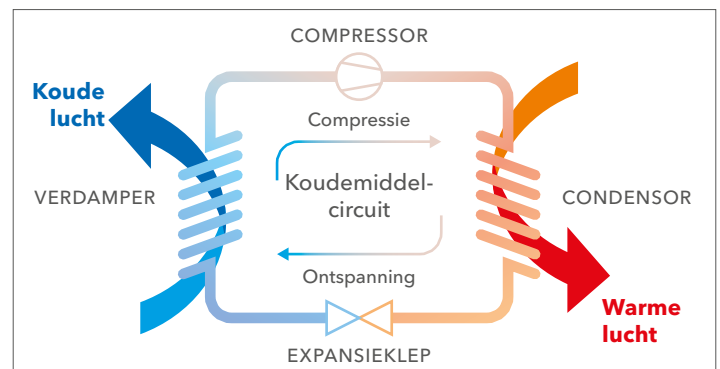 COMPRESSOR
Koude
lucht
Compressie
VERDAMPER
Koudemiddel-
circuit
CONDENSOR
Ontspanning
Warme
lucht
EXPANSIEKLEP